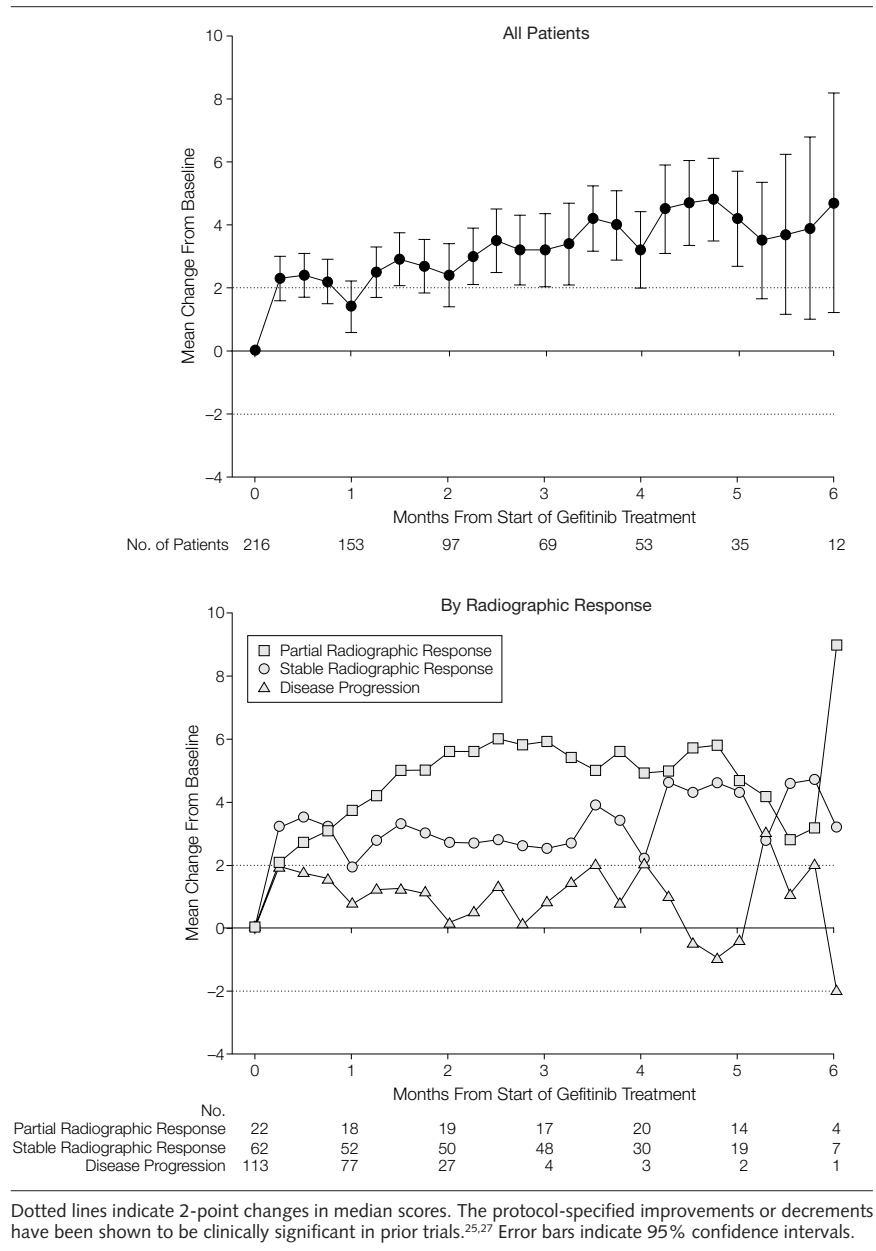 All Patients
10
8
6
4
2
0
–2
–4
Mean Change From Baseline
0 1 2 3 4 5 6
Months From Start of Gefitinib Treatment
No. of Patients 216 153 97 69 53 35 12
By Radiographic Response
10
8
6
4
2
0
–2
–4
Mean Change From Baseline
Partial Radiographic Response
Stable Radiographic Response
Disease Progression
0 1 2 3 4 5 6
Months From Start of Gefitinib Treatment
No.
Partial Radiographic Response 22 18 19 17 20 14 4
Stable Radiographic Response 62 52 50 48 30 19 7
Disease Progression 113 77 27 4 3 2 1
Dotted lines indicate 2-point changes in median scores. The protocol-specified improvements or decrements
have been shown to be clinically significant in prior trials.25,27 Error bars indicate 95% confidence intervals.